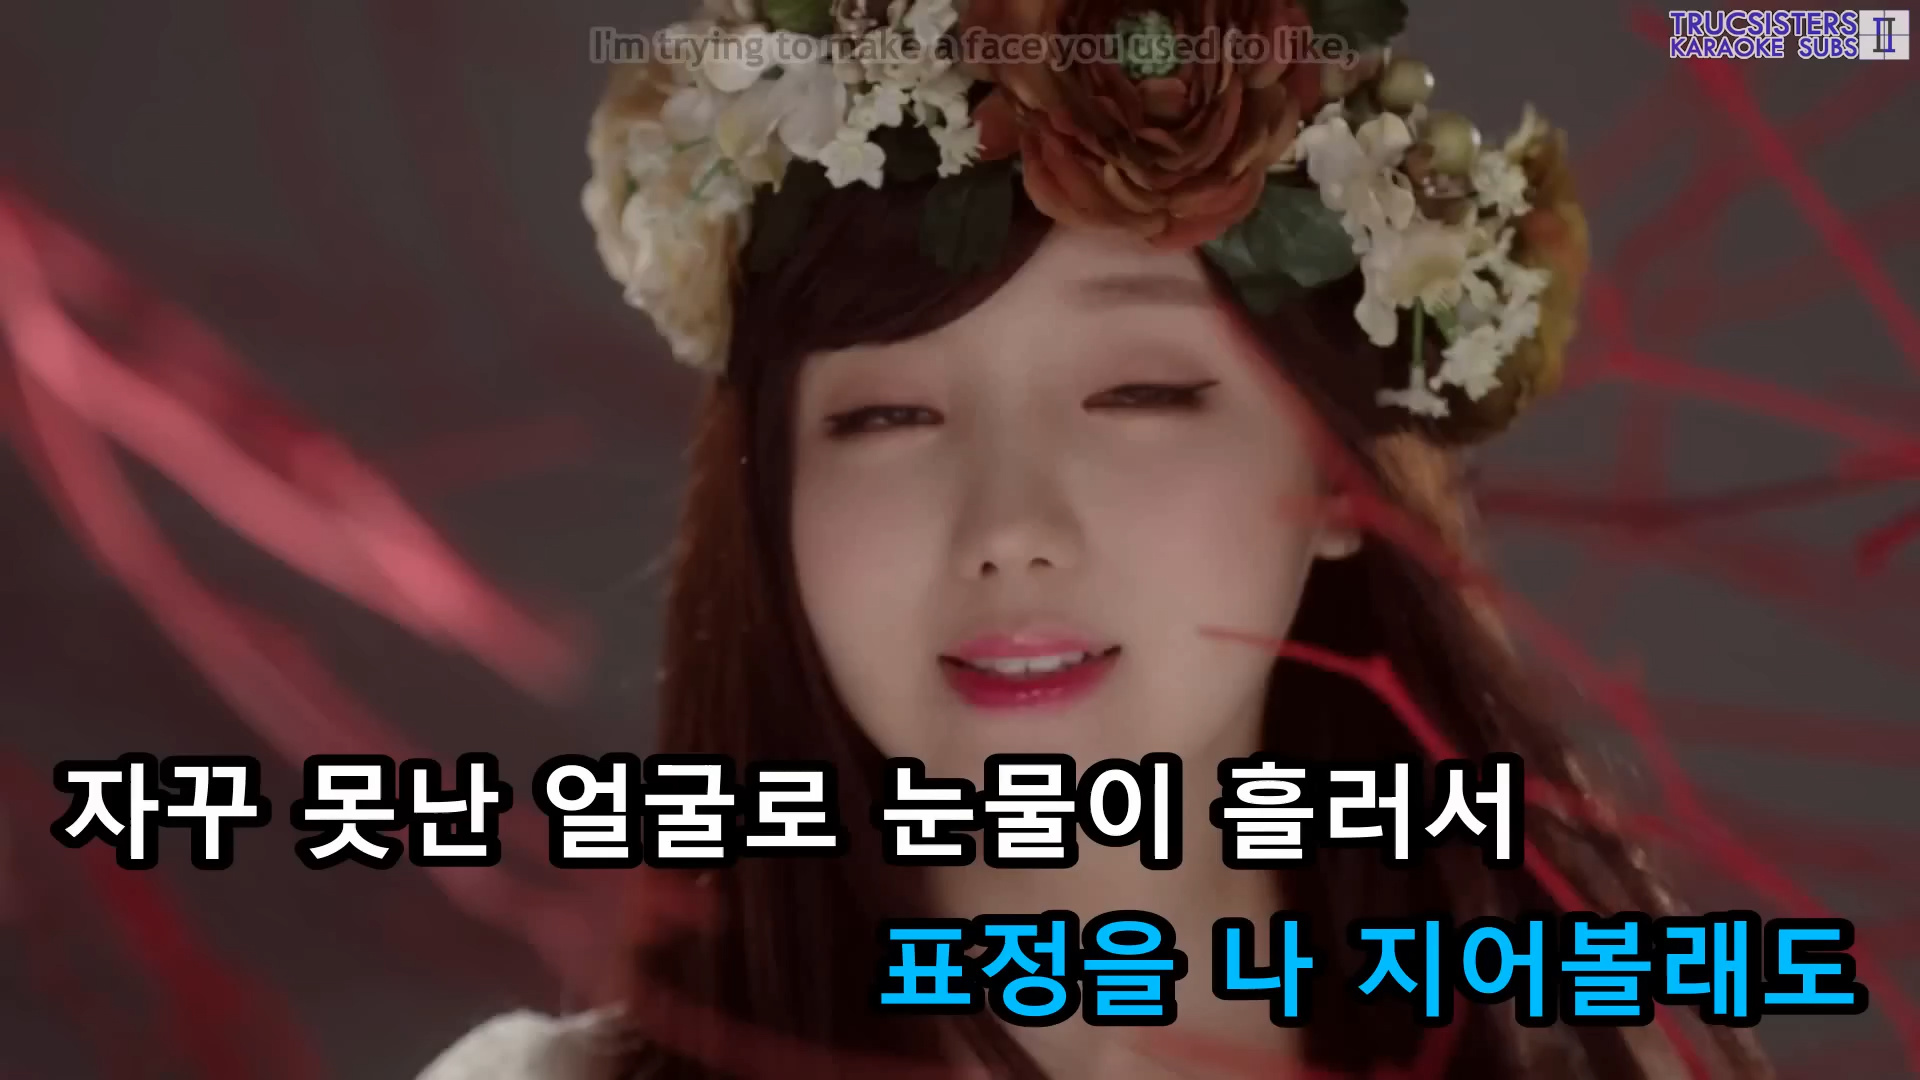 I'm trying to make a face you used to like,
TRUCSISTERS
KARAOKE SUBS II
자꾸 못난 얼굴로 눈물이 흘러서
표정을 나 지어볼래도